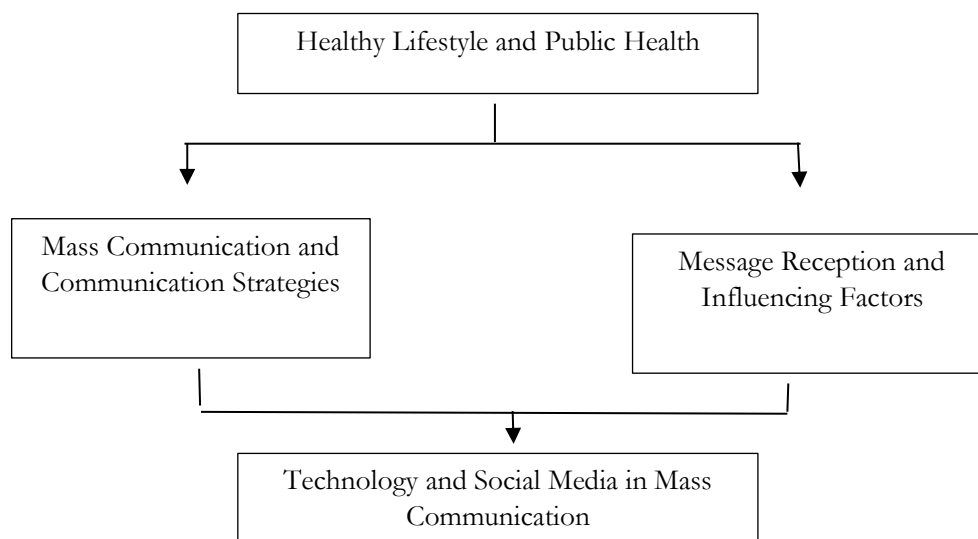 Healthy Lifestyle and Public Health
Mass Communication and
Communication Strategies
Message Reception and
Influencing Factors
Technology and Social Media in Mass
Communication